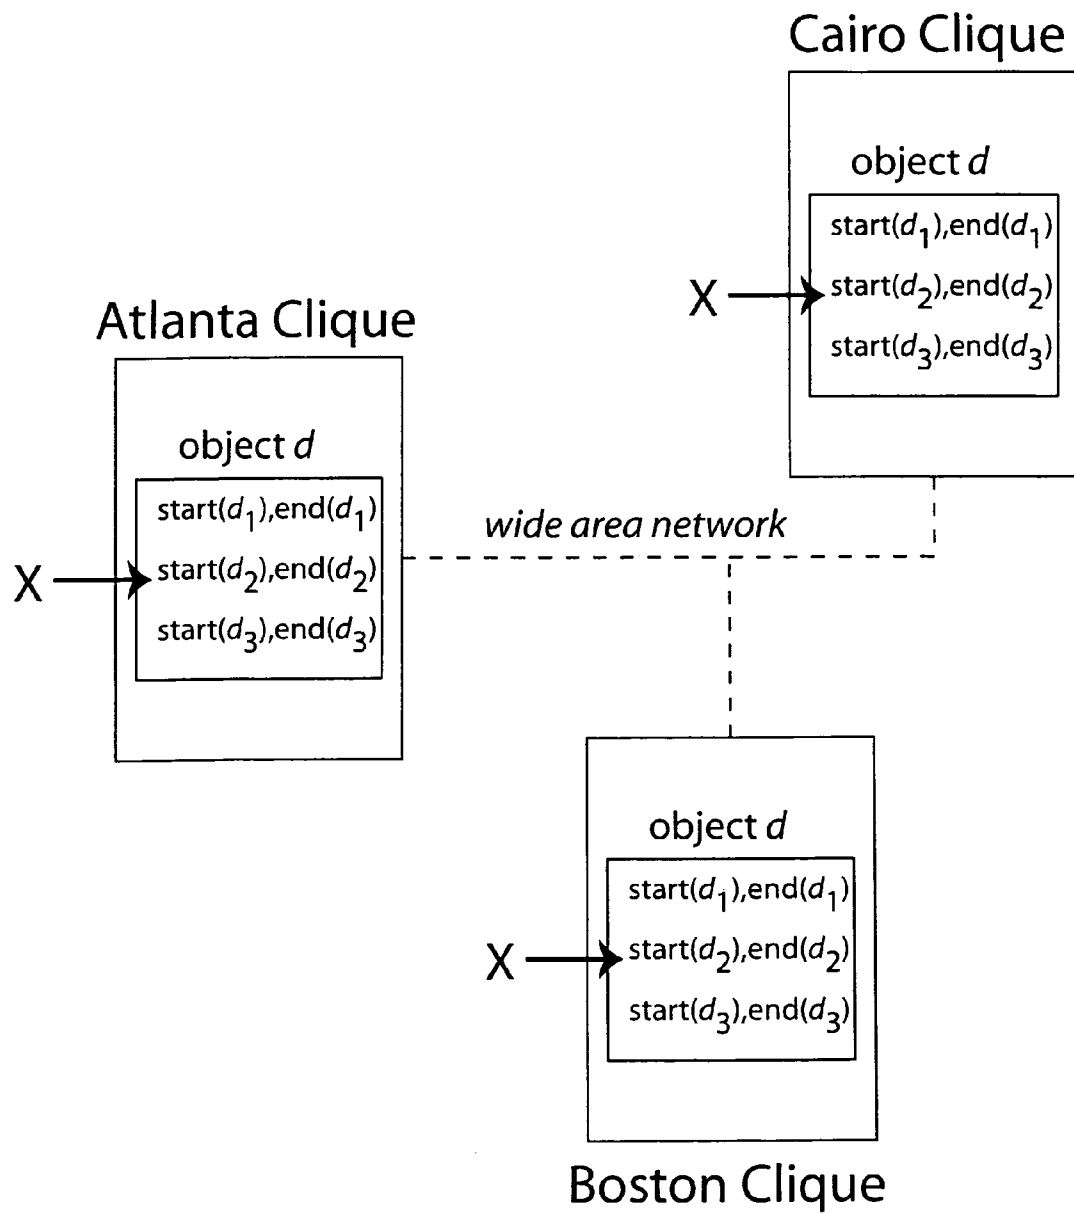 Cairo Clique
object d
start(d1),end(d1)
X start(d2),end(d2)
start(d3),end(d3)
Atlanta Clique
object d
start(d1),end(d1)
X start(d2),end(d2)
start(d3),end(d3)
wide area network
object d
start(d1),end(d1)
X start(d2),end(d2)
start(d3),end(d3)
Boston Clique